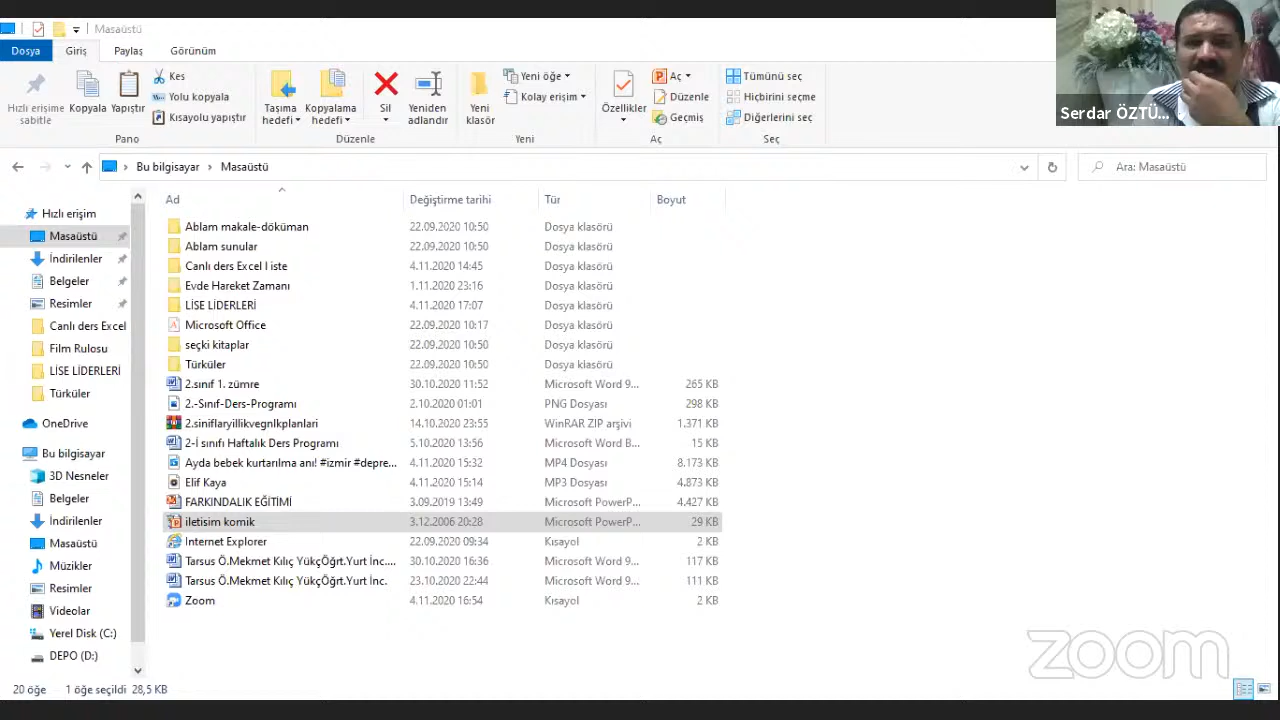 Masaüstü
Dosya Giriş Paylaş Görünüm
Hızlı erişime sabitle
Kopyala
Yapıştır
Kes
Yolu kopyala
Kısayolu yapıştır
Pano
Taşıma hedefi
Kopyalama hedefi
Sil
Yeniden adlandır
Düzenle
Yeni klasör
Yeni öğe
Kolay erişim
Yeni
Özellikler
Aç
Düzenle
Geçmiş
Aç
Tümünü seç
Hiçbirini seçme
Diğerlerini seç
Seç
Serdar ÖZTÜ...
Bu bilgisayar > Masaüstü
Ara: Masaüstü
Hızlı erişim
Masaüstü
İndirilenler
Belgeler
Resimler
Canlı ders Excel
Film Rulosu
LİSE LİDERLERİ
Türküler
OneDrive
Bu bilgisayar
3D Nesneler
Belgeler
İndirilenler
Masaüstü
Müzikler
Resimler
Videolar
Yerel Disk (C:)
DEPO (D:)
Ad Değiştirme tarihi Tür Boyut
Ablam makale-döküman 22.09.2020 10:50 Dosya klasörü
Ablam sunular 22.09.2020 10:50 Dosya klasörü
Canlı ders Excel l iste 4.11.2020 14:45 Dosya klasörü
Evde Hareket Zamanı 1.11.2020 23:16 Dosya klasörü
LİSE LİDERLERİ 4.11.2020 17:07 Dosya klasörü
Microsoft Office 22.09.2020 10:17 Dosya klasörü
seçki kitaplar 22.09.2020 10:50 Dosya klasörü
Türküler 22.09.2020 10:50 Dosya klasörü
2.sınıf 1. zümre 30.10.2020 11:52 Microsoft Word 9... 265 KB
2.-Sınıf-Ders-Programı 2.10.2020 01:01 PNG Dosyası 298 KB
2.siniflaryillikvegnlkplanlari 14.10.2020 23:55 WinRAR ZIP arşivi 1.371 KB
2-İ sınıfı Haftalık Ders Programı 5.10.2020 13:56 Microsoft Word B... 15 KB
Ayda bebek kurtarılma anı! #izmir #depre... 4.11.2020 15:32 MP4 Dosyası 8.173 KB
Elif Kaya 4.11.2020 15:14 MP3 Dosyası 4.873 KB
FARKINDALIK EĞİTİMİ 3.09.2019 13:49 Microsoft PowerP... 4.427 KB
iletisim komik 3.12.2006 20:28 Microsoft PowerP... 29 KB
Internet Explorer 22.09.2020 09:34 Kısayol 2 KB
Tarsus Ö.Mekmet Kılıç YükçÖğrt.Yurt İnc.... 30.10.2020 16:36 Microsoft Word 9... 117 KB
Tarsus Ö.Mekmet Kılıç YükçÖğrt.Yurt İnc. 23.10.2020 22:44 Microsoft Word 9... 111 KB
Zoom 4.11.2020 16:54 Kısayol 2 KB
zoom
20 öğe 1 öğe seçildi 28,5 KB